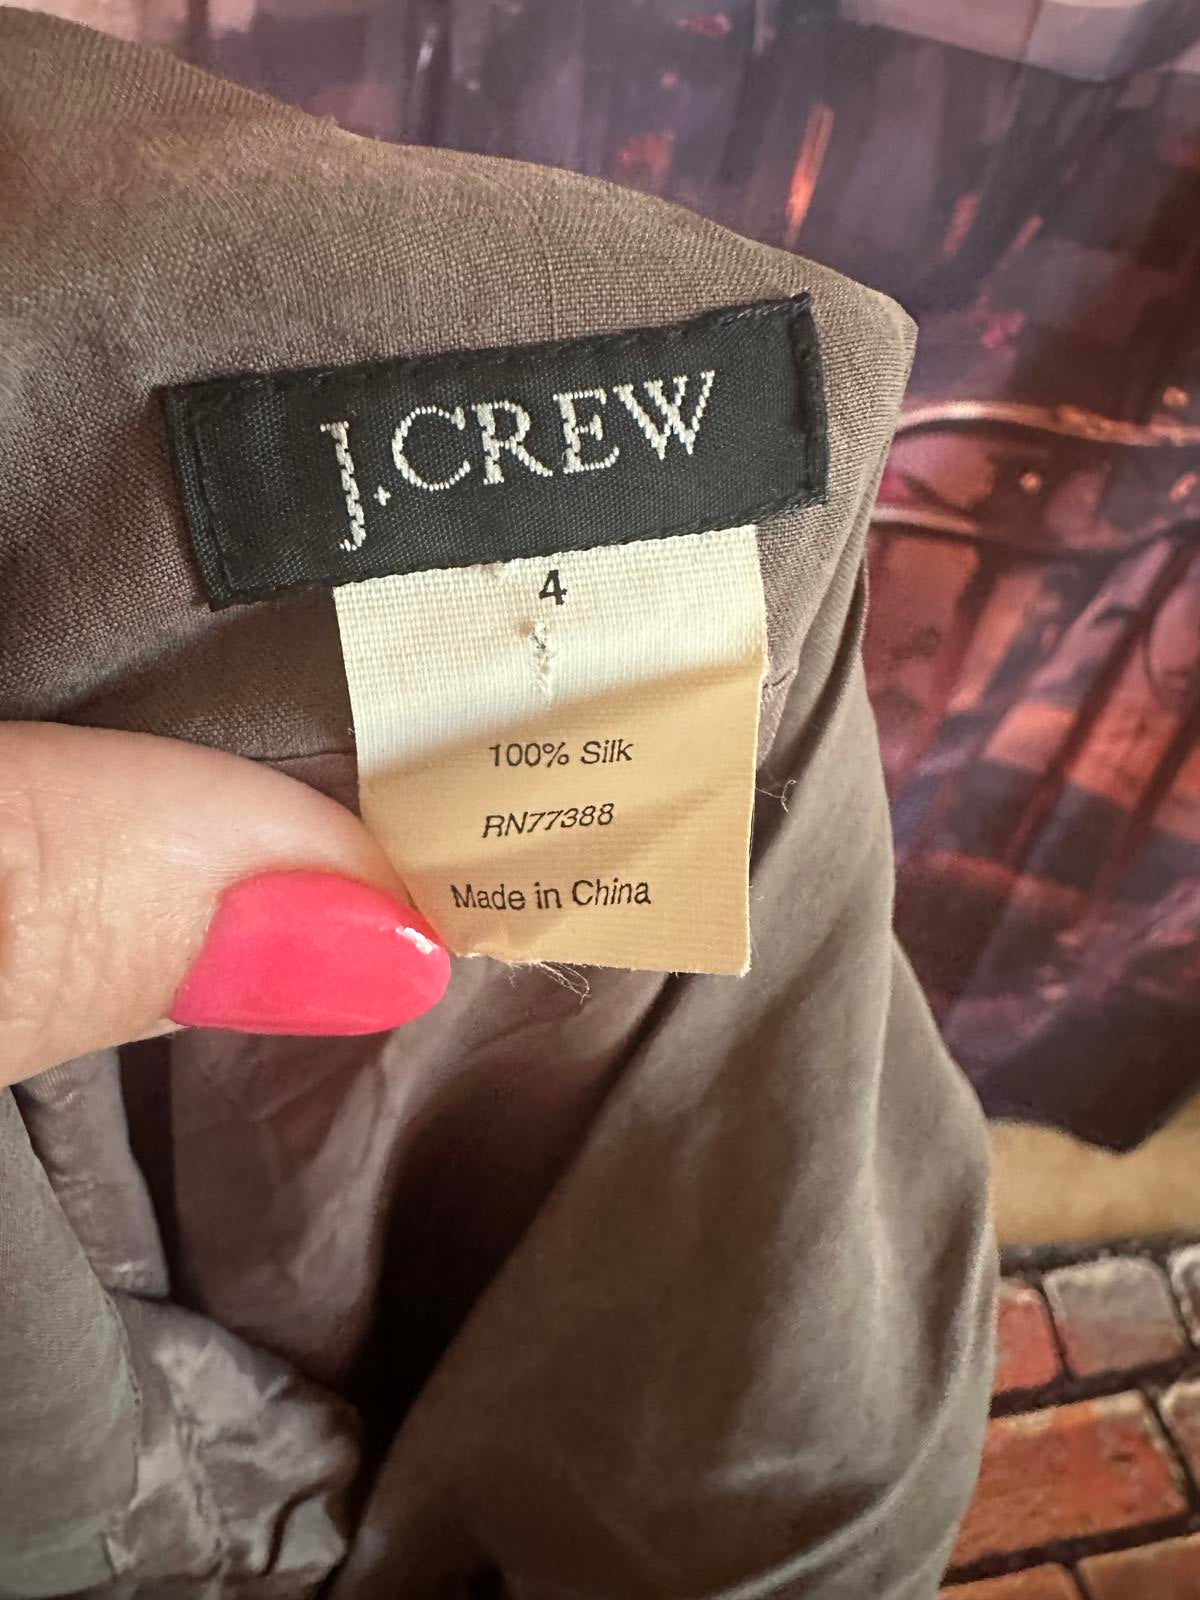 J.CREW
4
100% Silk
RN77388
Made in China